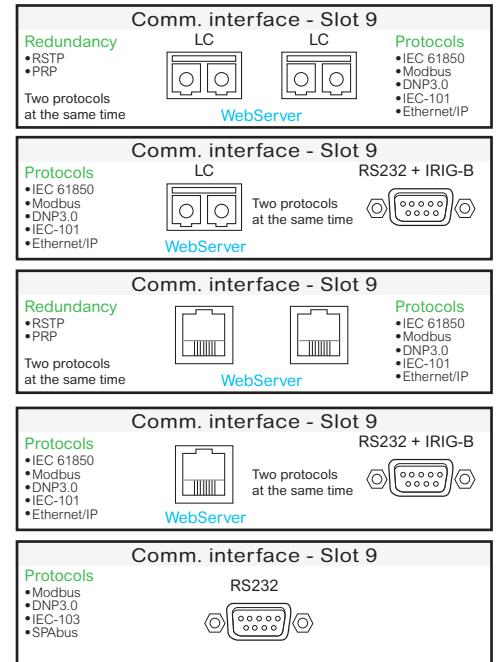 Comm. interface - Slot 9
Redundancy
•RSTP
•PRP
Two protocols
at the same time
LC
LC
WebServer
Protocols
•IEC 61850
•Modbus
•DNP3.0
•IEC-101
•Ethernet/IP
Comm. interface - Slot 9
Protocols
•IEC 61850
•Modbus
•DNP3.0
•IEC-101
•Ethernet/IP
LC
WebServer
Two protocols
at the same time
RS232 + IRIG-B
Comm. interface - Slot 9
Redundancy
•RSTP
•PRP
Two protocols
at the same time
WebServer
Protocols
•IEC 61850
•Modbus
•DNP3.0
•IEC-101
•Ethernet/IP
Comm. interface - Slot 9
Protocols
•IEC 61850
•Modbus
•DNP3.0
•IEC-101
•Ethernet/IP
WebServer
Two protocols
at the same time
RS232 + IRIG-B
Comm. interface - Slot 9
Protocols
•Modbus
•DNP3.0
•IEC-103
•SPAbus
RS232